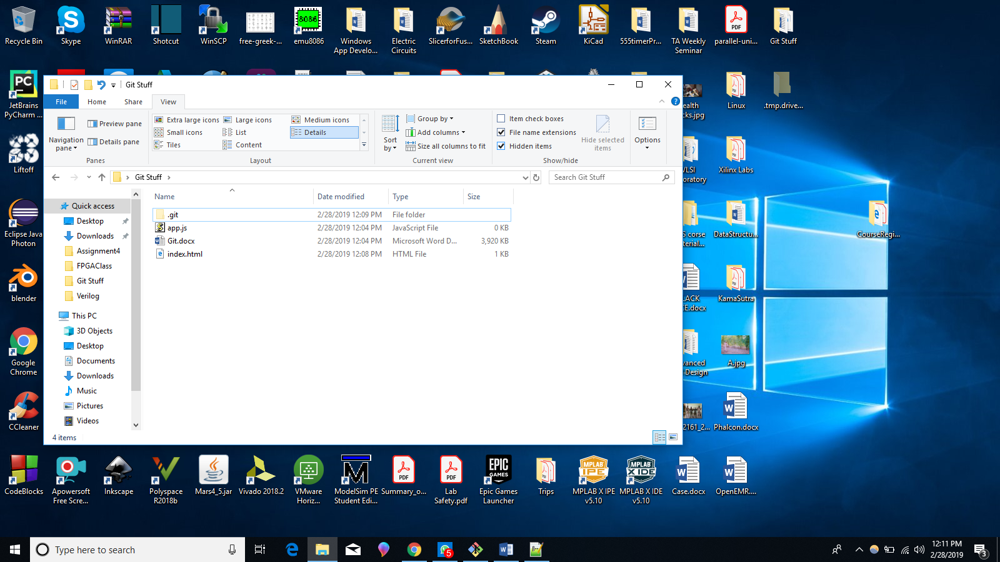 Recycle Bin
Skype
WinRAR
Shotcut
WinSCP
free-greek-...
emu8086
8086
Windows
App Develo...
Electric
Circuits
SlicerforFus...
SketchBook
Steam
KiCad
555timerPr...
TA Weekly
Seminar
PDF
parallel-uni...
Git Stuff
PC
JetBrains
PyCharm ...
Liftoff
Eclipse Java
Photon
blender
Google
Chrome
CCleaner
Git Stuff
File
Home
Share
View
Navigation
pane
Preview pane
Details pane
Panes
Extra large icons
Large icons
Medium icons
Small icons
List
Details
Tiles
Content
Layout
Sort
by
Group by
Add columns
Size all columns to fit
Current view
Item check boxes
File name extensions
Hidden items
Hide selected
items
Show/hide
Options
Git Stuff
Search Git Stuff
Quick access
Desktop
Downloads
Assignment4
FPGAClass
Git Stuff
Verilog
This PC
3D Objects
Desktop
Documents
Downloads
Music
Pictures
Videos
Name
Date modified
Type
Size
.git
2/28/2019 12:09 PM
File folder
app.js
2/28/2019 12:04 PM
JavaScript File
0 KB
Git.docx
2/28/2019 12:04 PM
Microsoft Word D...
3,920 KB
index.html
2/28/2019 12:08 PM
HTML File
1 KB
4 items
ealth
cks.jpg
Linux
.tmp.drive...
VLSI
oratory
Xilinx Labs
S corse
terial...
DataStructu...
CourseRegi...
LACK
E.docx
KamaSutra
vanced
Design
A.jpg
2161_2...
Phalcon.docx
CodeBlocks
Apowersoft
Free Scre...
Inkscape
Polyspace
R2018b
Mars4_5.jar
Vivado 2018.2
VMware
Horiz...
ModelSim PE
Student Edi...
PDF
Summary_o...
PDF
Lab
Safety.pdf
EPIC
GAMES
Epic Games
Launcher
Trips
MPLAB
IPE
MPLAB X IPE
v5.10
MPLAB
XIDE
MPLAB X IDE
v5.10
Case.docx
OpenEMR....
Type here to search
5
12:11 PM
2/28/2019
3